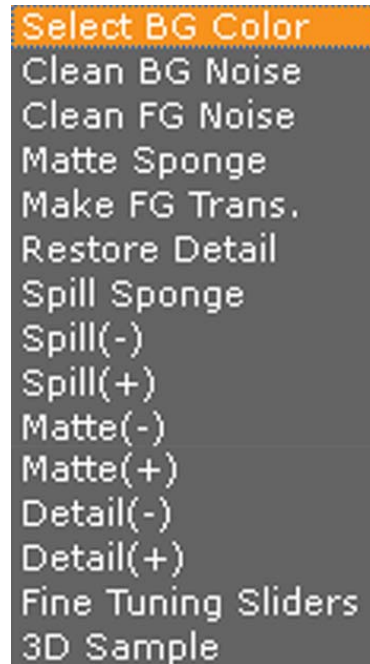 Select BG Color
Clean BG Noise
Clean FG Noise
Matte Sponge
Make FG Trans.
Restore Detail
Spill Sponge
Spill(-)
Spill(+)
Matte(-)
Matte(+)
Detail(-)
Detail(+)
Fine Tuning Sliders
3D Sample